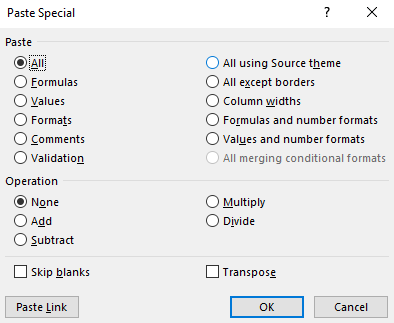 Paste Special
?
Paste
All
All using Source theme
Formulas
All except borders
Values
Column widths
Formats
Formulas and number formats
Comments
Values and number formats
Validation
All merging conditional formats
Operation
None
Multiply
Add
Divide
Subtract
Skip blanks
Transpose
Paste Link
OK
Cancel